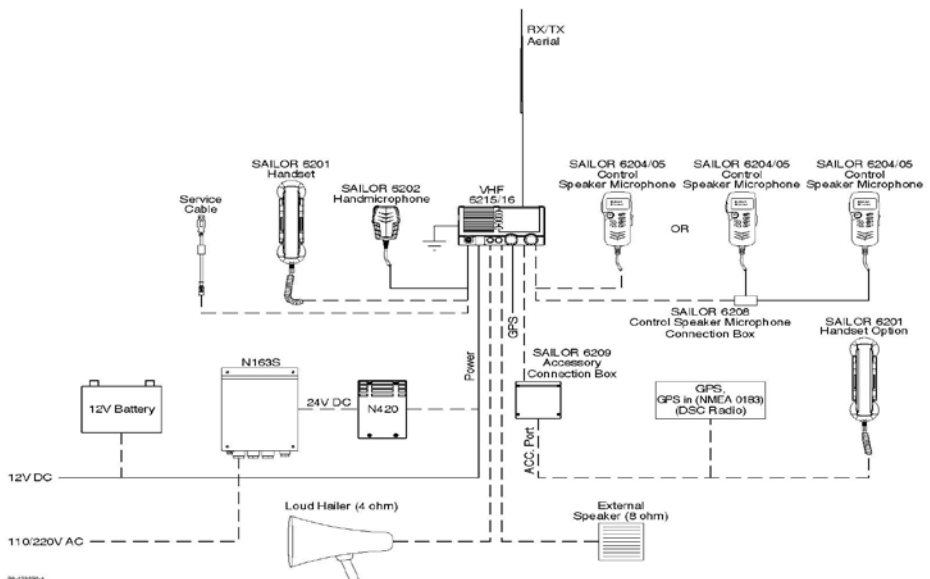 RX/TX
Aerial
SAILOR 6201
Handset
SAILOR 6202
Handmicrophone
VHF
6215/16
SAILOR 6204/05
Control
Speaker Microphone
SAILOR 6204/05
Control
Speaker Microphone
SAILOR 6204/05
Control
Speaker Microphone
Service
Cable
OR
SAILOR 6208
Control Speaker Microphone
Connection Box
SAILOR 6201
Handset Option
GPS
Power
SAILOR 6209
Accessory
Connection Box
N163S
12V Battery
24V DC
N420
GPS,
GPS in (NMEA 0183)
(DSC Radio)
ACC. Port
12V DC
Loud Hailer (4 ohm)
External
Speaker (8 ohm)
110/220V AC